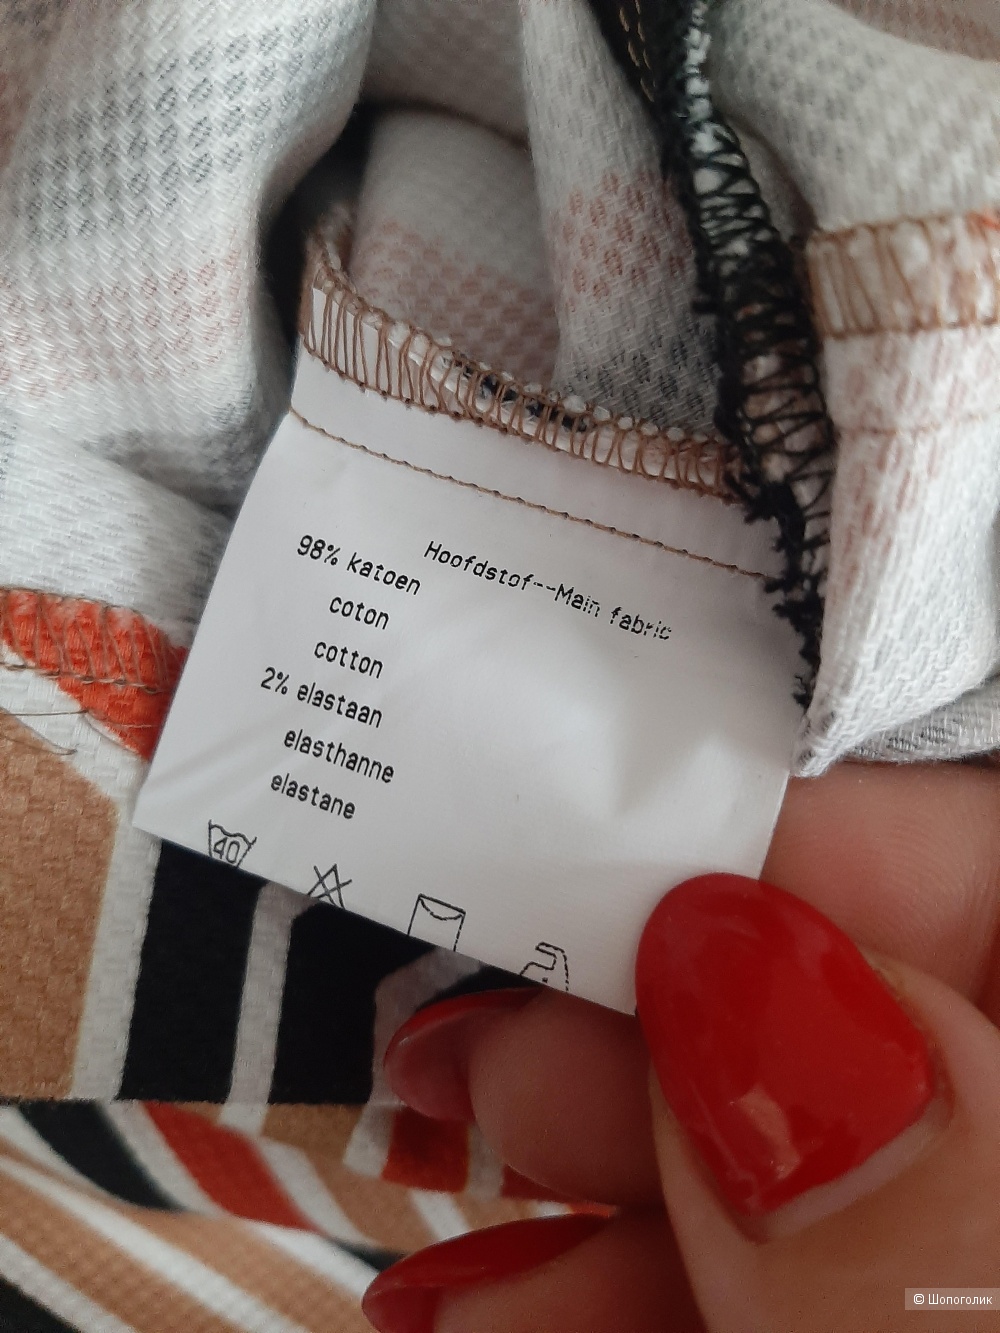 Hoofdstof--Main fabric
98% katoen
coton
cotton
2% elastaan
elasthanne
elastane
40
© Шопоголик